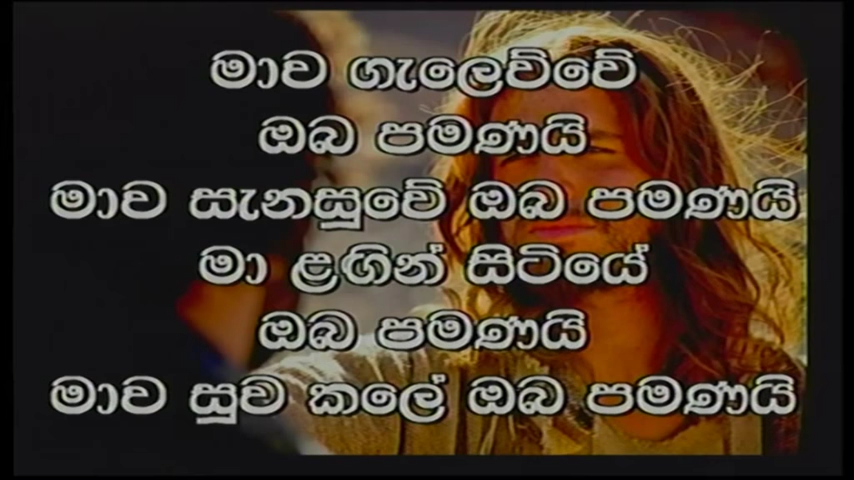 මාව ගැලෙව්වේ
ඔබ පමණයි
මාව සැනසූවේ ඔබ පමණයි
මා ළඟින් සිටියේ
ඔබ පමණයි
මාව සූව කලේ ඔබ පමණයි